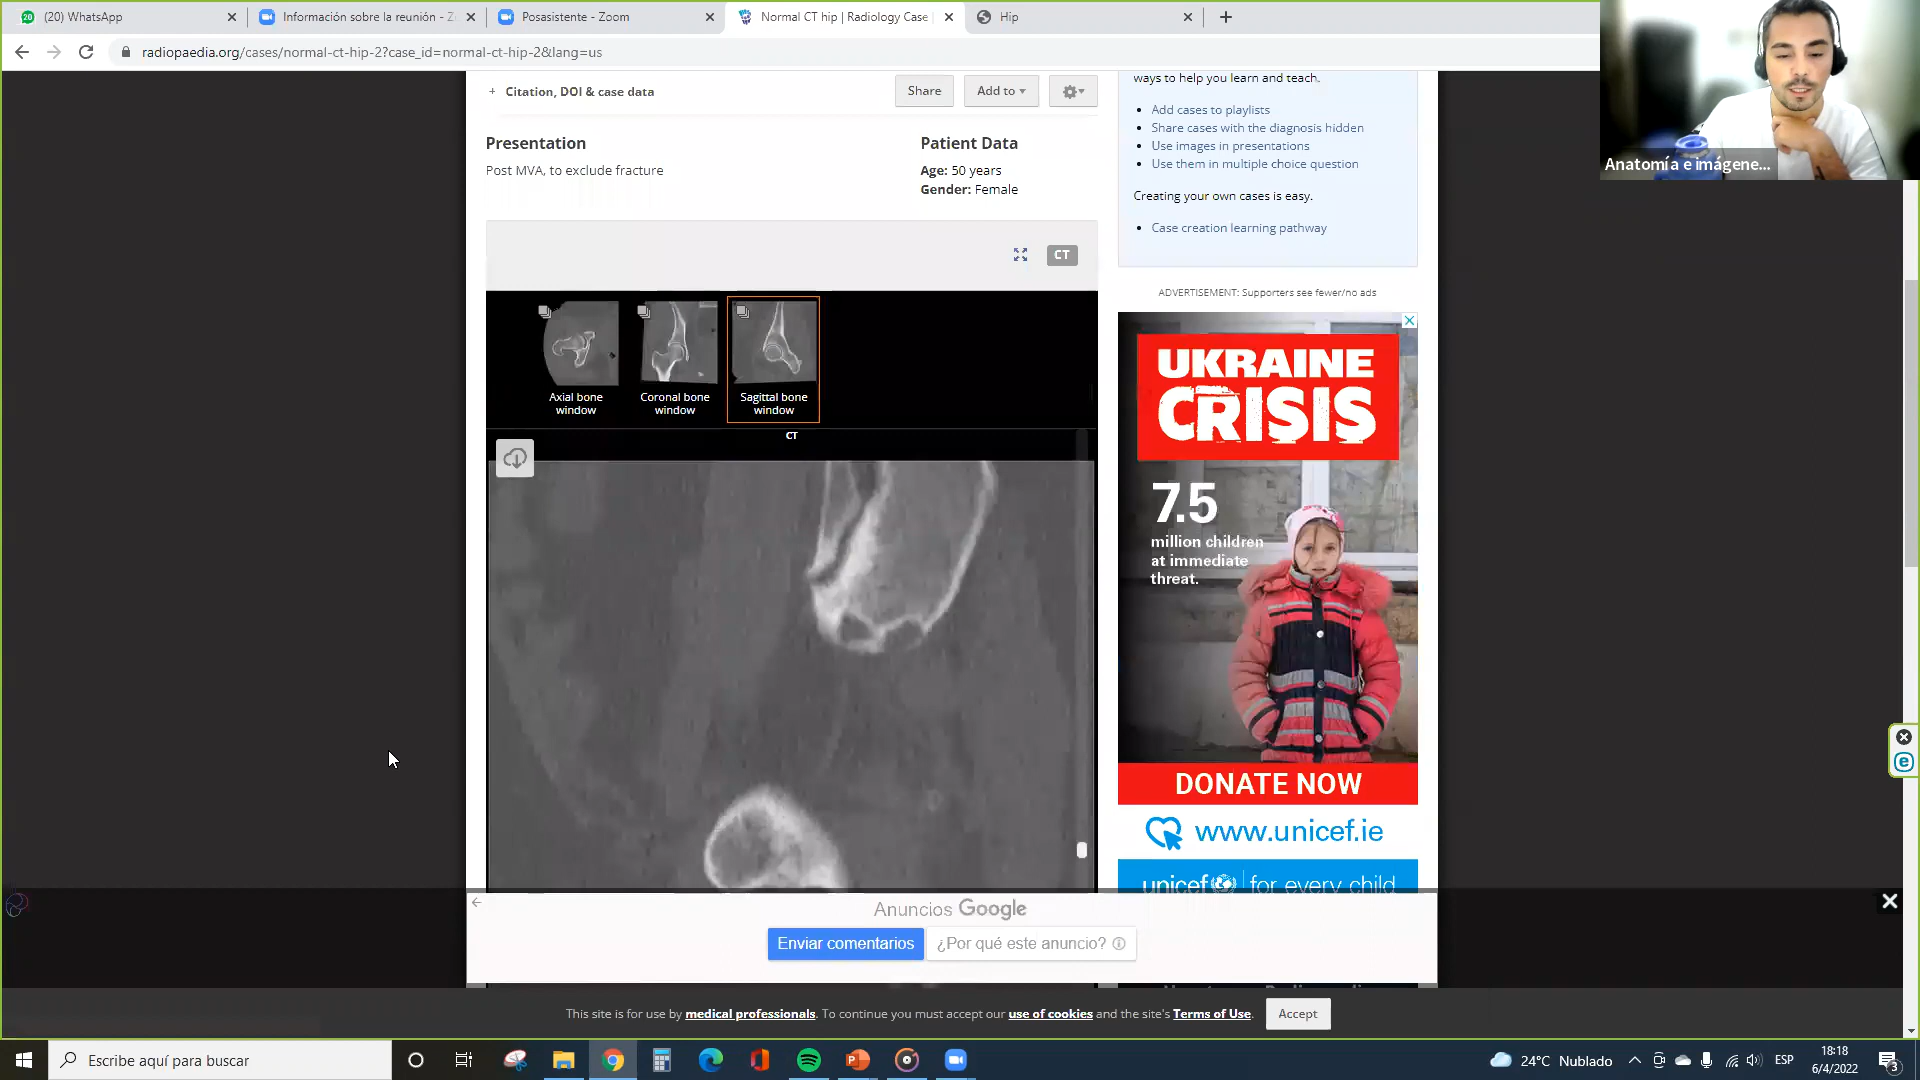 20
(20) WhatsApp
Información sobre la reunión - Z
Posasistente - Zoom
Normal CT hip | Radiology Case
Hip
radiopaedia.org/cases/normal-ct-hip-2?case_id=normal-ct-hip-2&lang=us
Anatomía e imágene...
+ Citation, DOI & case data
Share
Add to
Presentation
Post MVA, to exclude fracture
Patient Data
Age: 50 years
Gender: Female
CT
Axial bone
window
Coronal bone
window
Sagittal bone
window
CT
ways to help you learn and teach.
Add cases to playlists
Share cases with the diagnosis hidden
Use images in presentations
Use them in multiple choice question
Creating your own cases is easy.
Case creation learning pathway
ADVERTISEMENT: Supporters see fewer/no ads
UKRAINE
CRISIS
7.5
million children
at immediate
threat.
DONATE NOW
www.unicef.ie
unicef for every child
Anuncios Google
Enviar comentarios
¿Por qué este anuncio?
This site is for use by medical professionals. To continue you must accept our use of cookies and the site's Terms of Use.
Accept
Escribe aquí para buscar
24°C Nublado
ESP
18:18
6/4/2022
3